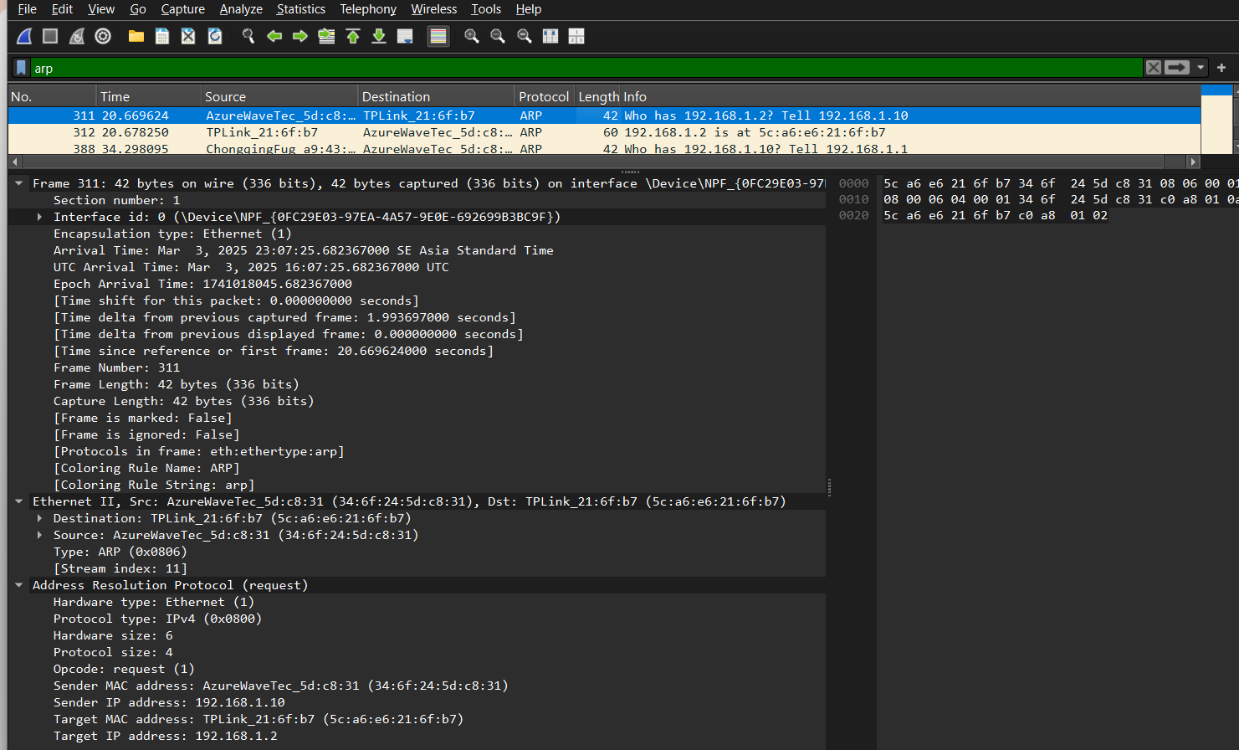 File Edit View Go Capture Analyze Statistics Telephony Wireless Tools Help
arp
No. Time Source Destination Protocol Length Info
311 20.669624 AzureWaveTec_5d:c8:… TPLink_21:6f:b7 ARP 42 Who has 192.168.1.2? Tell 192.168.1.10
312 20.678250 TPLink_21:6f:b7 AzureWaveTec_5d:c8:… ARP 60 192.168.1.2 is at 5c:a6:e6:21:6f:b7
388 34.298095 ChongqingFug_a9:43:… AzureWaveTec_5d:c8:… ARP 42 Who has 192.168.1.10? Tell 192.168.1.1
Frame 311: 42 bytes on wire (336 bits), 42 bytes captured (336 bits) on interface \Device\NPF_{0FC29E03-97
Section number: 1
Interface id: 0 (\Device\NPF_{0FC29E03-97EA-4A57-9E0E-692699B3BC9F})
Encapsulation type: Ethernet (1)
Arrival Time: Mar  3, 2025 23:07:25.682367000 SE Asia Standard Time
UTC Arrival Time: Mar  3, 2025 16:07:25.682367000 UTC
Epoch Arrival Time: 1741018045.682367000
[Time shift for this packet: 0.000000000 seconds]
[Time delta from previous captured frame: 1.993697000 seconds]
[Time delta from previous displayed frame: 0.000000000 seconds]
[Time since reference or first frame: 20.669624000 seconds]
Frame Number: 311
Frame Length: 42 bytes (336 bits)
Capture Length: 42 bytes (336 bits)
[Frame is marked: False]
[Frame is ignored: False]
[Protocols in frame: eth:ethertype:arp]
[Coloring Rule Name: ARP]
[Coloring Rule String: arp]
Ethernet II, Src: AzureWaveTec_5d:c8:31 (34:6f:24:5d:c8:31), Dst: TPLink_21:6f:b7 (5c:a6:e6:21:6f:b7)
Destination: TPLink_21:6f:b7 (5c:a6:e6:21:6f:b7)
Source: AzureWaveTec_5d:c8:31 (34:6f:24:5d:c8:31)
Type: ARP (0x0806)
[Stream index: 11]
Address Resolution Protocol (request)
Hardware type: Ethernet (1)
Protocol type: IPv4 (0x0800)
Hardware size: 6
Protocol size: 4
Opcode: request (1)
Sender MAC address: AzureWaveTec_5d:c8:31 (34:6f:24:5d:c8:31)
Sender IP address: 192.168.1.10
Target MAC address: TPLink_21:6f:b7 (5c:a6:e6:21:6f:b7)
Target IP address: 192.168.1.2
0000 5c a6 e6 21 6f b7 34 6f 24 5d c8 31 08 06 00 01
0010 08 00 06 04 00 01 34 6f 24 5d c8 31 c0 a8 01 0a
0020 5c a6 e6 21 6f b7 c0 a8 01 02